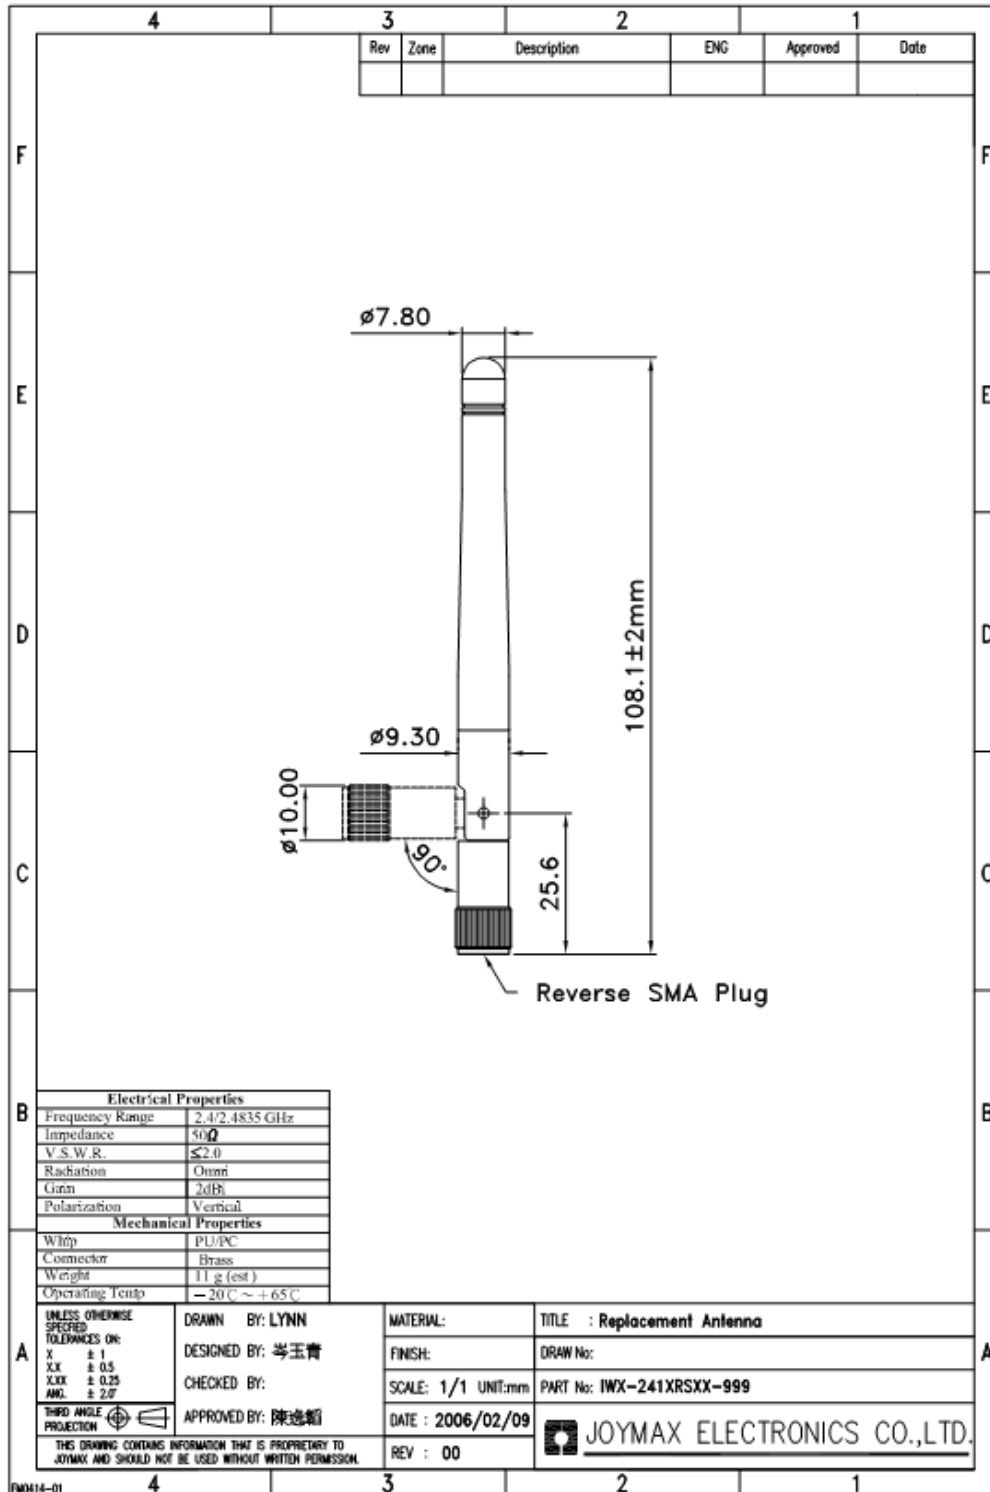 4 3 2 1
Rev Zone Description ENG Approved Date
F F
E E
D D
C C
B B
A A
ø7.80
108.1±2mm
ø9.30
ø10.00
90°
25.6
Reverse SMA Plug
Electrical Properties
Frequency Range 2.4/2.4835 GHz
Impedance 50Ω
V.S.W.R. ≤2.0
Radiation Omni
Gain 2dBi
Polarization Vertical
Mechanical Properties
Whip PU/PC
Connector Brass
Weight 11 g (est)
Operating Temp －20℃ ~ ＋65℃
UNLESS OTHERWISE
SPECIFIED
TOLERANCES ON:
X ± 1
X.X ± 0.5
X.XX ± 0.25
ANG. ± 2.0°
THIRD ANGLE
PROJECTION
DRAWN BY: LYNN
DESIGNED BY: 岑玉青
CHECKED BY:
APPROVED BY: 陳逸韜
THIS DRAWING CONTAINS INFORMATION THAT IS PROPRIETARY TO
JOYMAX AND SHOULD NOT BE USED WITHOUT WRITTEN PERMISSION.
MATERIAL:
FINISH:
SCALE: 1/1 UNIT:mm
DATE : 2006/02/09
REV : 00
TITLE : Replacement Antenna
DRAW No:
PART No: IWX-241XRSXX-999
JOYMAX ELECTRONICS CO.,LTD.
FM0414-01
4 3 2 1